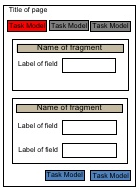 Title of page
Task Model Task Model Task Model
Name of fragment
Label of field
Name of fragment
Label of field
Label of field
Task Model Task Model